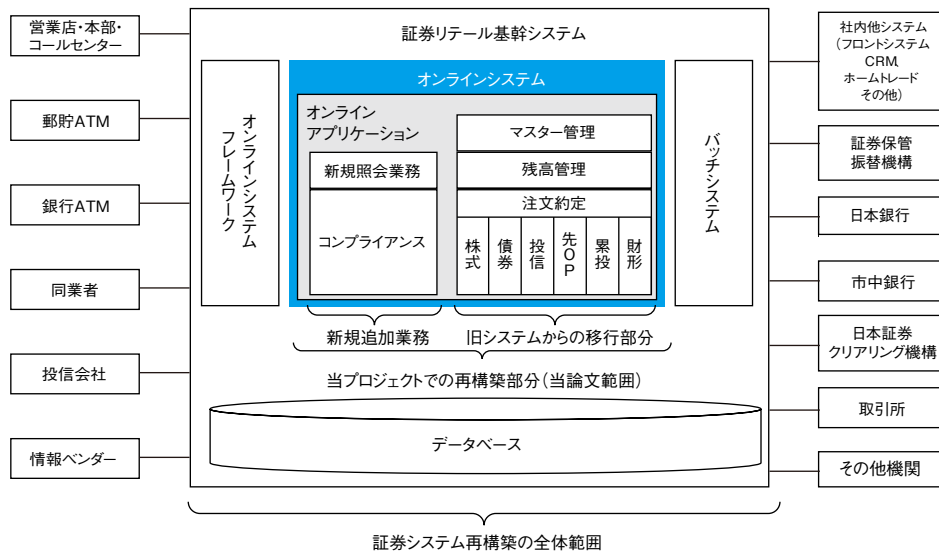 営業店・本部・
コールセンター
郵貯ATM
銀行ATM
同業者
投信会社
情報ベンダー
証券リテール基幹システム
オンラインシステム
フレームワーク
オンラインシステム
オンライン
アプリケーション
新規照会業務
コンプライアンス
マスター管理
残高管理
注文約定
株式
債券
投信
先OP
累投
財形
バッチシステム
新規追加業務
旧システムからの移行部分
当プロジェクトでの再構築部分(当論文範囲)
データベース
証券システム再構築の全体範囲
社内他システム
(フロントシステム
CRM,
ホームトレード
その他)
証券保管
振替機構
日本銀行
市中銀行
日本証券
クリアリング機構
取引所
その他機関